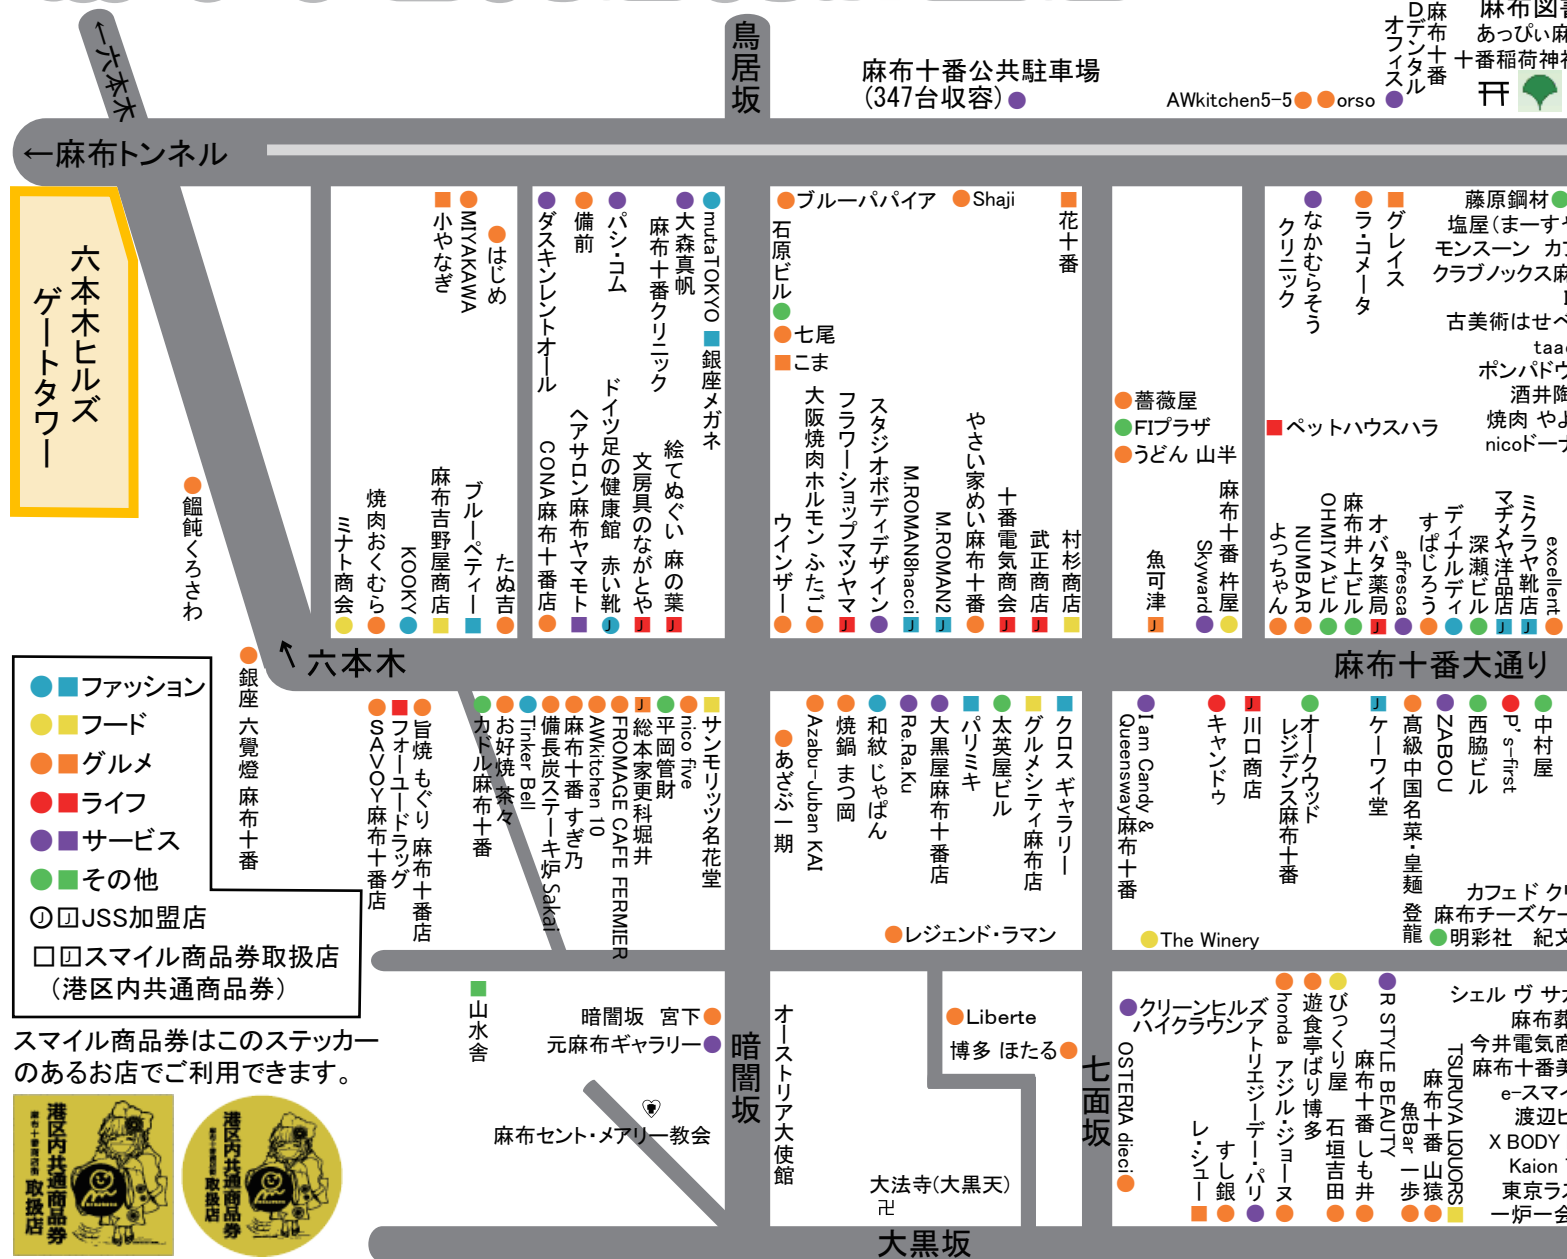 ←六本木
鳥居坂
麻布十番公共駐車場
(347台収容)
AWkitchen5-5
orso
麻布十番
Dデンタル
オフィス
あっぴぃ麻
十番稲荷神
←麻布トンネル
六本木ヒルズ
ゲートタワー
小やなぎ
MIYAKAWA
はじめ
ダスキンレントオール
備前
パシ・コム
麻布十番クリニック
大森真帆
mutaTOKYO
銀座メガネ
ブルーパパイア
Shaji
花十番
石原ビル
七尾
こま
なかむらそう
クリニック
ラ・コメータ
グレイス
藤原鋼材
塩屋(まーすや
モンスーン カフ
クラブノックス麻
古美術はせべ
taa
ポンパドウ
酒井陶
焼肉 やよ
nicoドーナ
薔薇屋
FIプラザ
うどん 山半
ペットハウスハラ
饂飩くろさわ
ミナト商会
焼肉おくむら
KOOKY
麻布吉野屋商店
ブルーペティー
たぬ吉
CONA麻布十番店
ヘアサロン麻布ヤマモト
ドイツ足の健康館 赤い靴
文房具のながとや
絵てぬぐい 麻の葉
ウインザー
大阪焼肉ホルモン ふたご
フラワーショップマツヤマ
スタジオボディデザイン
M.ROMAN8hacci
M.ROMAN2
やさい家めい麻布十番
十番電気商会
武正商店
村杉商店
魚可津
Skyward
麻布十番 杵屋
よっちゃん
NUMBAR
OHMIYAビル
麻布井上ビル
オバタ薬局
afresca
すぱじろう
ディナルディ
深瀬ビル
マヂメヤ洋品店
ミクラヤ靴店
excellent
↖六本木
麻布十番大通り
ファッション
フード
グルメ
ライフ
サービス
その他
JJJSS加盟店
Jスマイル商品券取扱店
(港区内共通商品券)
スマイル商品券はこのステッカー
のあるお店でご利用できます。
港区内共通商品券
麻布十番商店街
取扱店
港区内共通商品券
麻布十番商店街
取扱店
銀座 六覺燈 麻布十番
SAVOY麻布十番店
フォーユードラッグ
旨焼 もぐり 麻布十番店
カドル麻布十番
お好焼 茶々
Tinker Bell
備長炭ステーキ炉Sakai
麻布十番 すぎ乃
AWkitchen 10
FROMAGE CAFE FERMIER
総本家更科堀井
平岡管財
nico five
サンモリッツ名花堂
あざぶ一期
Azabu-Juban KAI
焼鍋 まつ岡
和紋 じゃぱん
Re.Ra.Ku
大黒屋麻布十番店
パリミキ
太英屋ビル
グルメシティ麻布店
クロス ギャラリー
I am Candy &
Queensway麻布十番
キャンドゥ
川口商店
オークウッド
レジデンス麻布十番
ケーワイ堂
髙級中国名菜・皇麺 登龍
ZABOU
西脇ビル
P's-first
中村屋
レジェンド・ラマン
The Winery
カフェド クリ
麻布チーズケー
明彩社 紀文
山水舎
暗闇坂 宮下
元麻布ギャラリー
麻布セント・メアリー教会
暗闇坂
オーストリア大使館
Liberte
博多 ほたる
大法寺(大黒天)
卍
大黒坂
七面坂
クリーンヒルズ
ハイクラウン
OSTERIA dieci
レ・シュー
すし銀
アトリエジーデー・パリ
honda
アジル・ジョーヌ
遊食亭ばり博多
びっくり屋
石垣吉田
麻布十番 しも井
R STYLE BEAUTY
魚Bar 一歩
麻布十番 山猿
TSURUYA LIQUORS
シェル ヴ サカ
麻布葬
今井電気商
麻布十番美
e-スマイ
渡辺ビ
X BODY
Kaion
東京ラス
一炉一会